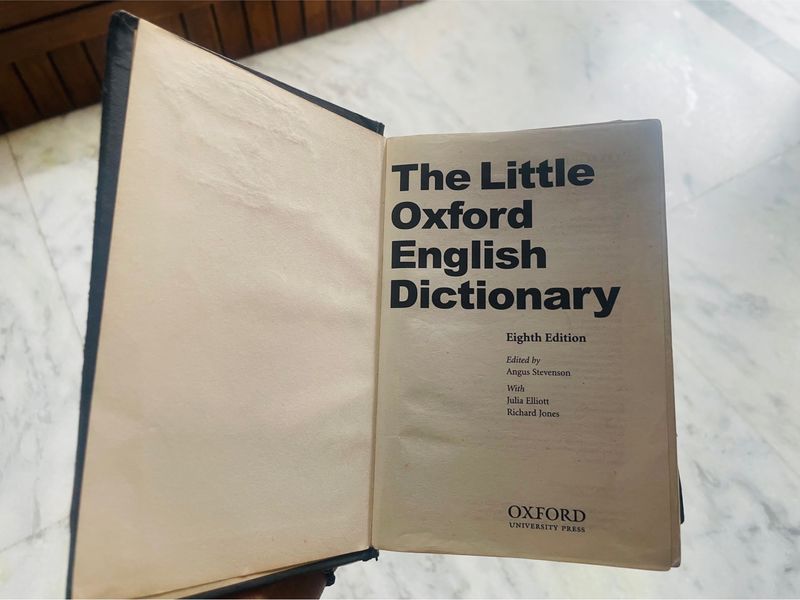 The Little
Oxford
English
Dictionary
Eighth Edition
Edited by
Angus Stevenson
With
Julia Elliott
Richard Jones
OXFORD
UNIVERSITY PRESS